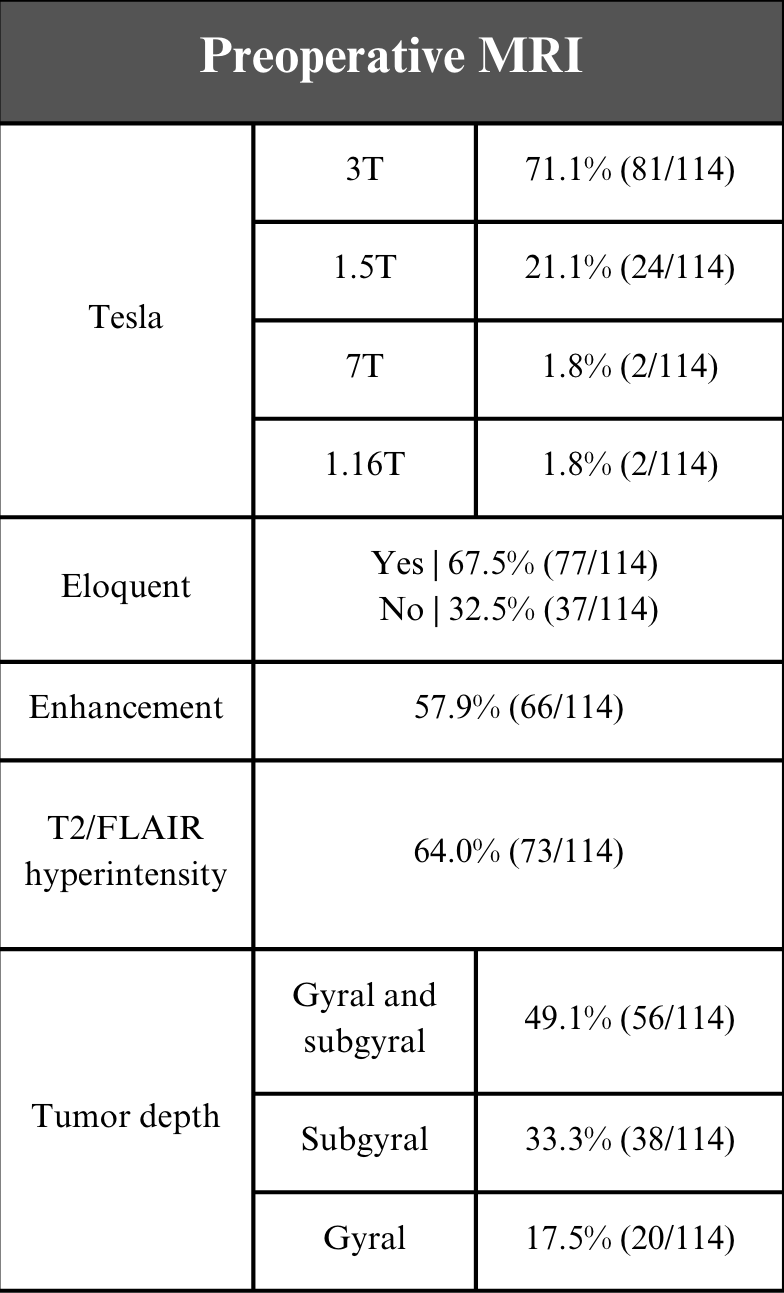 Preoperative MRI
Tesla
3T
71.1% (81/114)
1.5T
21.1% (24/114)
7T
1.8% (2/114)
1.16T
1.8% (2/114)
Eloquent
Yes | 67.5% (77/114)
No | 32.5% (37/114)
Enhancement
57.9% (66/114)
T2/FLAIR
hyperintensity
64.0% (73/114)
Tumor depth
Gyral and
subgyral
49.1% (56/114)
Subgyral
33.3% (38/114)
Gyral
17.5% (20/114)